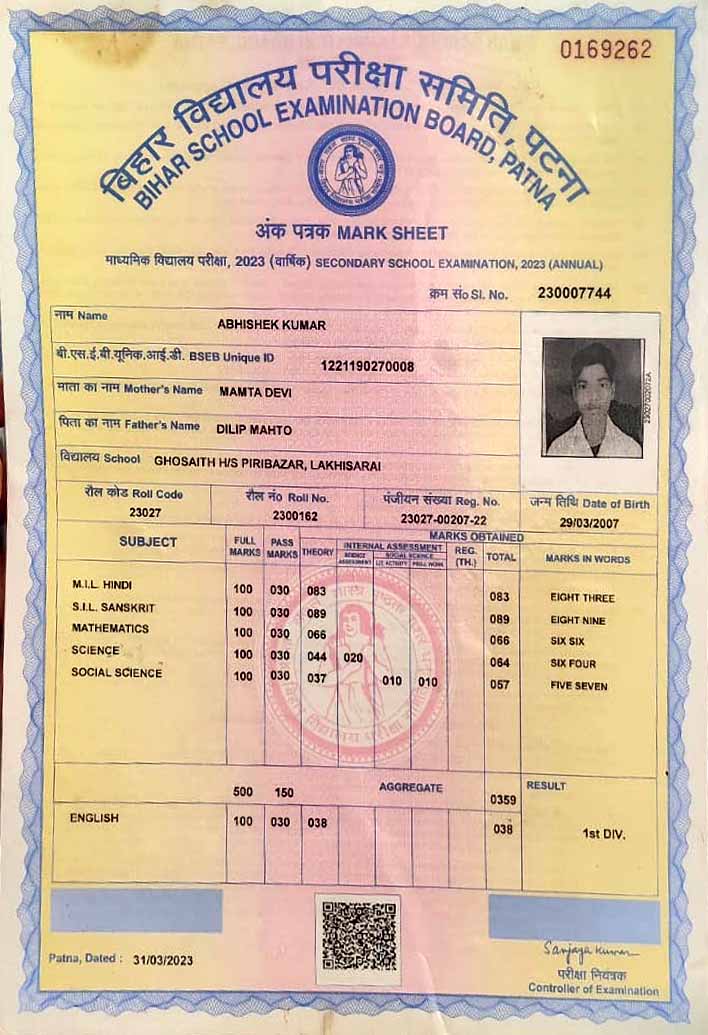 0169262
बिहार विद्यालय परीक्षा समिति, पटना
BIHAR SCHOOL EXAMINATION BOARD, PATNA
अंक पत्रक MARK SHEET
माध्यमिक विद्यालय परीक्षा, 2023 (वार्षिक) SECONDARY SCHOOL EXAMINATION, 2023 (ANNUAL)
क्रम सं० Sl. No. 230007744
नाम Name ABHISHEK KUMAR
बी.एस.ई.बी.यूनिक.आई.डी. BSEB Unique ID 1221190270008
माता का नाम Mother's Name MAMTA DEVI
पिता का नाम Father's Name DILIP MAHTO
विद्यालय School GHOSAITH H/S PIRIBAZAR, LAKHISARAI
रौल कोड Roll Code रौल नं० Roll No. पंजीयन संख्या Reg. No. जन्म तिथि Date of Birth
23027 2300162 23027-00207-22 29/03/2007
MARKS OBTAINED
SUBJECT FULL MARKS PASS MARKS THEORY INTERNAL ASSESSMENT REG. (TH.) TOTAL MARKS IN WORDS
SCIENCE ASSESSMENT SOCIAL SCIENCE
LIT. ACTIVITY PROJ. WORK
M.I.L. HINDI 100 030 083 083 EIGHT THREE
S.I.L. SANSKRIT 100 030 089 089 EIGHT NINE
MATHEMATICS 100 030 066 066 SIX SIX
SCIENCE 100 030 044 020 064 SIX FOUR
SOCIAL SCIENCE 100 030 037 010 010 057 FIVE SEVEN
500 150 AGGREGATE 0359 RESULT
ENGLISH 100 030 038 038 1st DIV.
Patna, Dated : 31/03/2023
Sanjaya Kumar
परीक्षा नियंत्रक
Controller of Examination